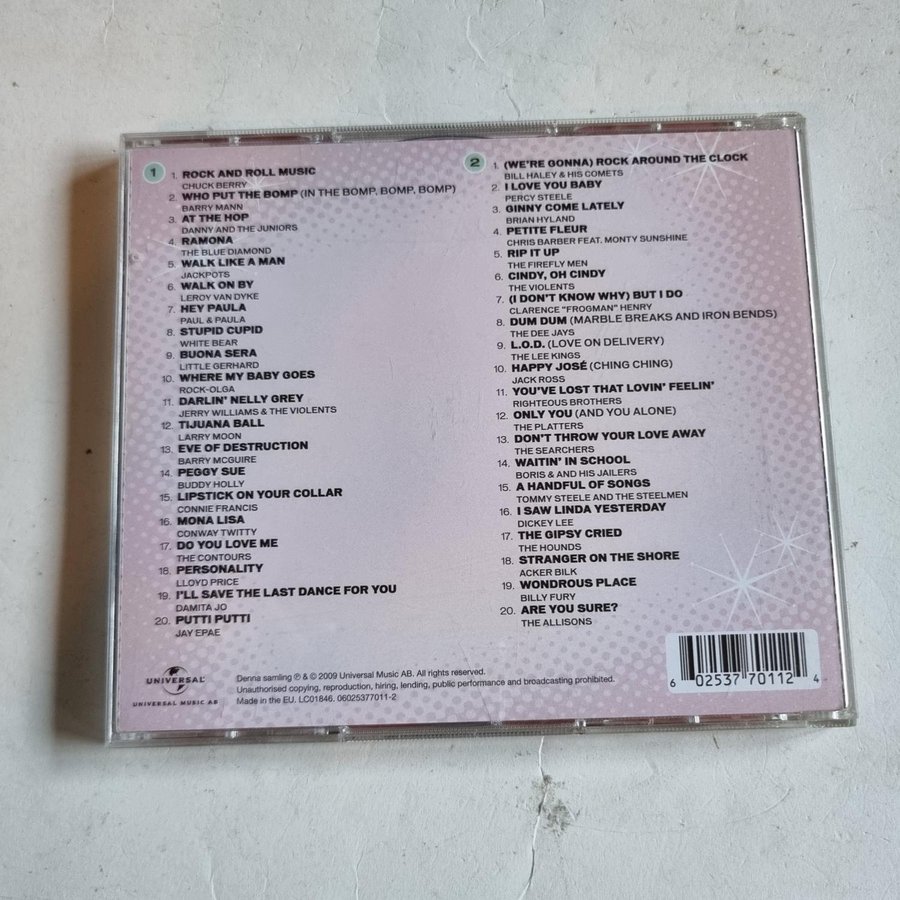 1
1. ROCK AND ROLL MUSIC
CHUCK BERRY
2. WHO PUT THE BOMP (IN THE BOMP, BOMP, BOMP)
BARRY MANN
3. AT THE HOP
DANNY AND THE JUNIORS
4. RAMONA
THE BLUE DIAMOND
5. WALK LIKE A MAN
JACKPOTS
6. WALK ON BY
LEROY VAN DYKE
7. HEY PAULA
PAUL & PAULA
8. STUPID CUPID
WHITE BEAR
9. BUONA SERA
LITTLE GERHARD
10. WHERE MY BABY GOES
ROCK-OLGA
11. DARLIN' NELLY GREY
JERRY WILLIAMS & THE VIOLENTS
12. TIJUANA BALL
LARRY MOON
13. EVE OF DESTRUCTION
BARRY MCGUIRE
14. PEGGY SUE
BUDDY HOLLY
15. LIPSTICK ON YOUR COLLAR
CONNIE FRANCIS
16. MONA LISA
CONWAY TWITTY
17. DO YOU LOVE ME
THE CONTOURS
18. PERSONALITY
LLOYD PRICE
19. I'LL SAVE THE LAST DANCE FOR YOU
DAMITA JO
20. PUTTI PUTTI
JAY EPAE
2
1. (WE'RE GONNA) ROCK AROUND THE CLOCK
BILL HALEY & HIS COMETS
2. I LOVE YOU BABY
PERCY STEELE
3. GINNY COME LATELY
BRIAN HYLAND
4. PETITE FLEUR
CHRIS BARBER FEAT. MONTY SUNSHINE
5. RIP IT UP
THE FIREFLY MEN
6. CINDY, OH CINDY
THE VIOLENTS
7. (I DON'T KNOW WHY) BUT I DO
CLARENCE "FROGMAN" HENRY
8. DUM DUM (MARBLE BREAKS AND IRON BENDS)
THE DEE JAYS
9. L.O.D. (LOVE ON DELIVERY)
THE LEE KINGS
10. HAPPY JOSÉ (CHING CHING)
JACK ROSS
11. YOU'VE LOST THAT LOVIN' FEELIN'
RIGHTEOUS BROTHERS
12. ONLY YOU (AND YOU ALONE)
THE PLATTERS
13. DON'T THROW YOUR LOVE AWAY
THE SEARCHERS
14. WAITIN' IN SCHOOL
BORIS & AND HIS JAILERS
15. A HANDFUL OF SONGS
TOMMY STEELE AND THE STEELMEN
16. I SAW LINDA YESTERDAY
DICKEY LEE
17. THE GIPSY CRIED
THE HOUNDS
18. STRANGER ON THE SHORE
ACKER BILK
19. WONDROUS PLACE
BILLY FURY
20. ARE YOU SURE?
THE ALLISONS
UNIVERSAL
UNIVERSAL MUSIC AB
Denna samling ℗ & © 2009 Universal Music AB. All rights reserved.
Unauthorised copying, reproduction, hiring, lending, public performance and broadcasting prohibited.
Made in the EU. LC01846. 06025377011-2
6 02537 70112 4